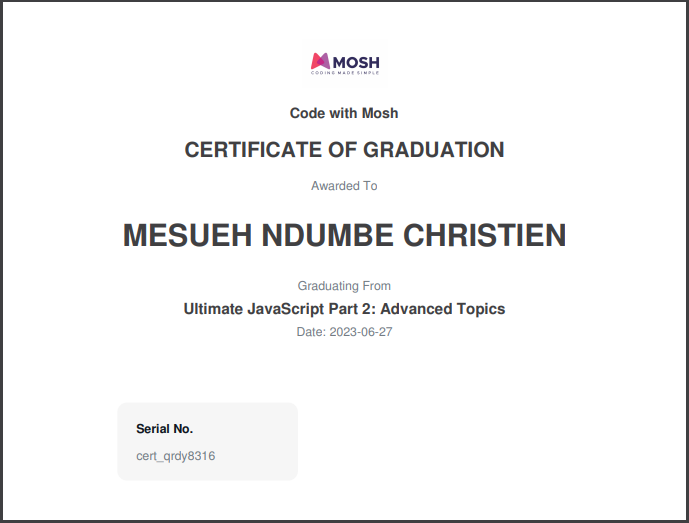 MOSH
CODING MADE SIMPLE
Code with Mosh
CERTIFICATE OF GRADUATION
Awarded To
MESUEH NDUMBE CHRISTIEN
Graduating From
Ultimate JavaScript Part 2: Advanced Topics
Date: 2023-06-27
Serial No.
cert_qrdy8316